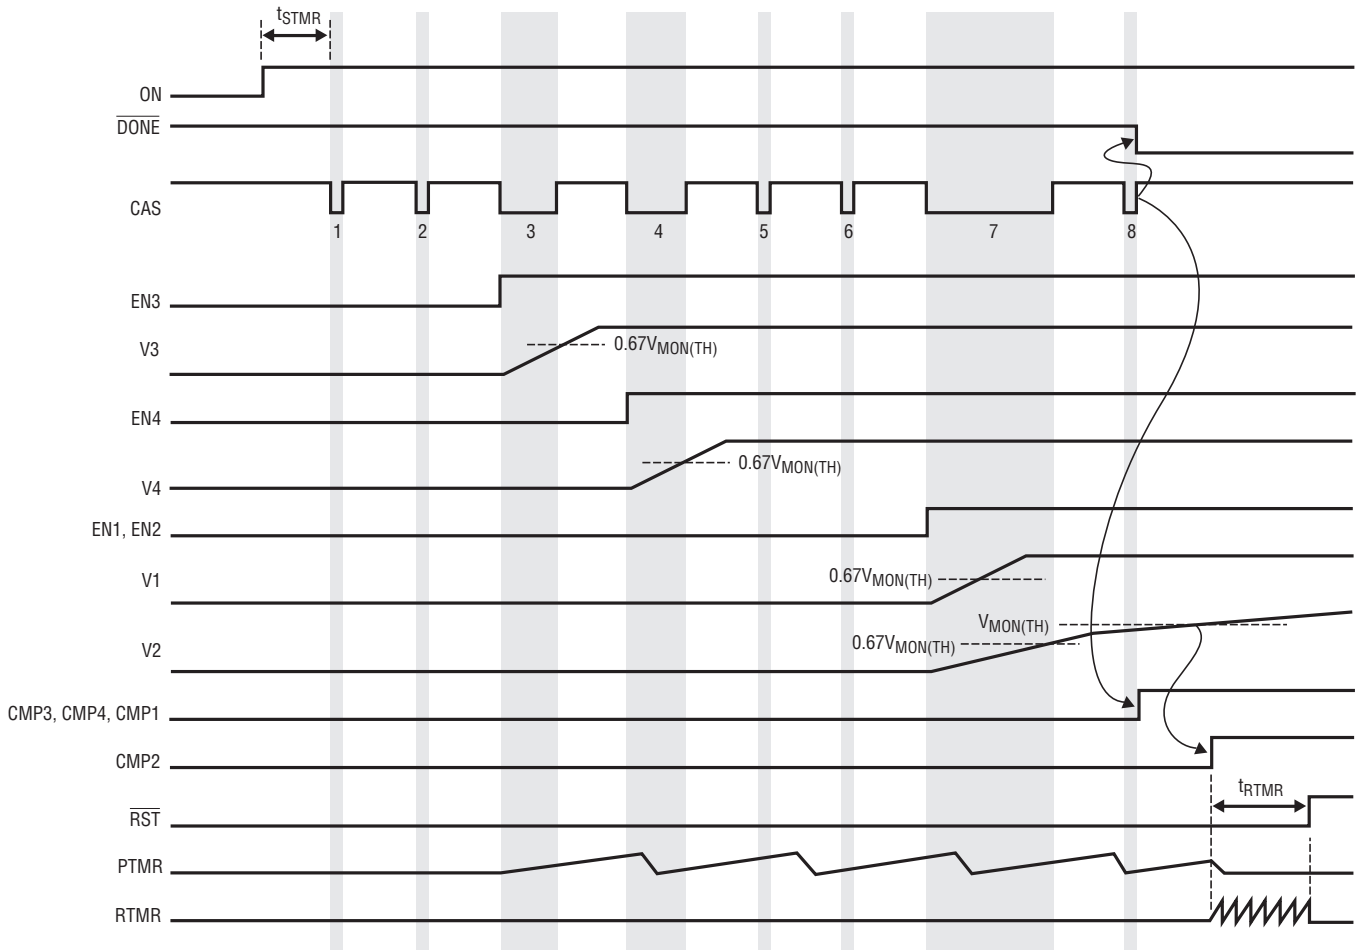 tSTMR
ON
DONE
CAS
1 2 3 4 5 6 7 8
EN3
V3
0.67VMON(TH)
EN4
0.67VMON(TH)
V4
EN1, EN2
V1
0.67VMON(TH)
VMON(TH)
V2
0.67VMON(TH)
CMP3, CMP4, CMP1
CMP2
tRTMR
RST
PTMR
RTMR